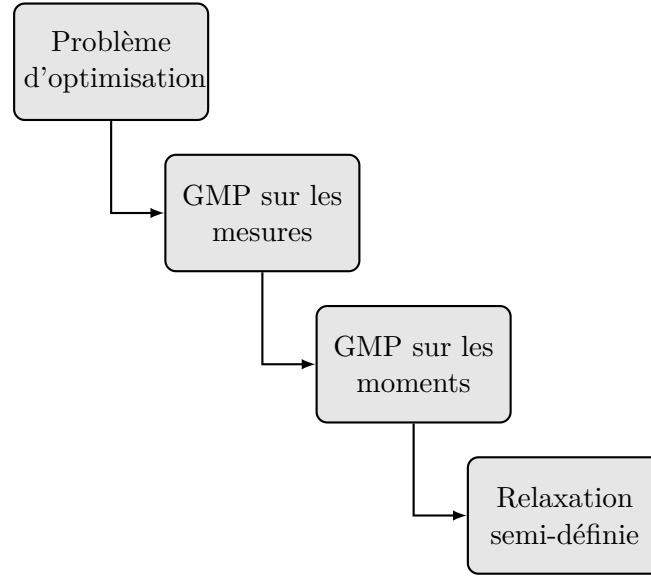 Problème
d'optimisation
GMP sur les
mesures
GMP sur les
moments
Relaxation
semi-définie